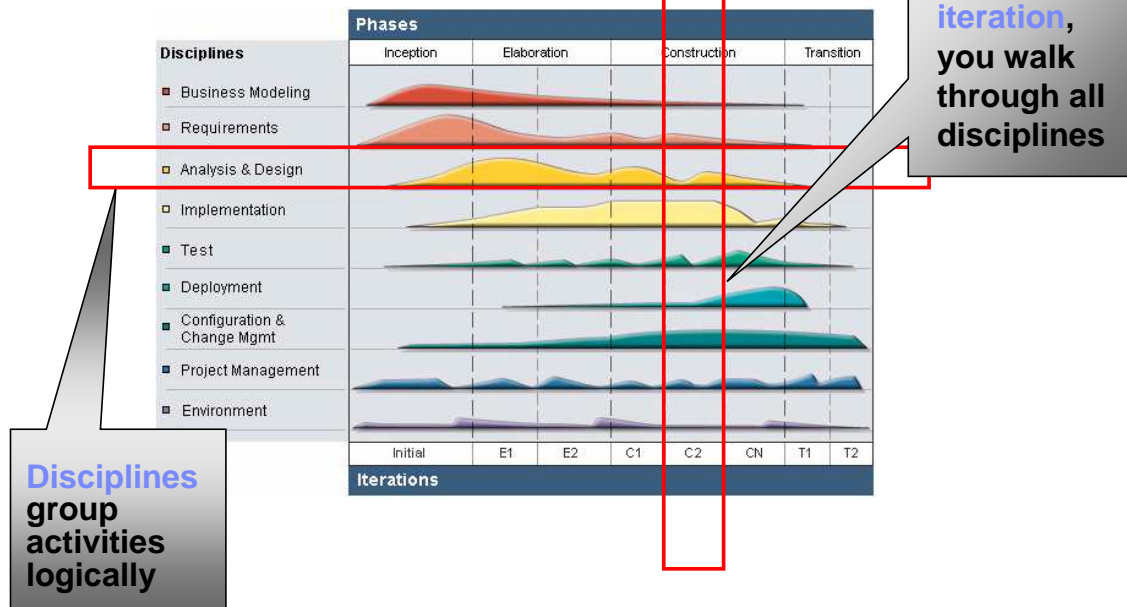 iteration,
you walk
through all
disciplines
Phases
Disciplines
Inception
Elaboration
Construction
Transition
Business Modeling
Requirements
Analysis & Design
Implementation
Test
Deployment
Configuration &
Change Mgmt
Project Management
Environment
Initial
E1
E2
C1
C2
CN
T1
T2
Iterations
Disciplines
group
activities
logically